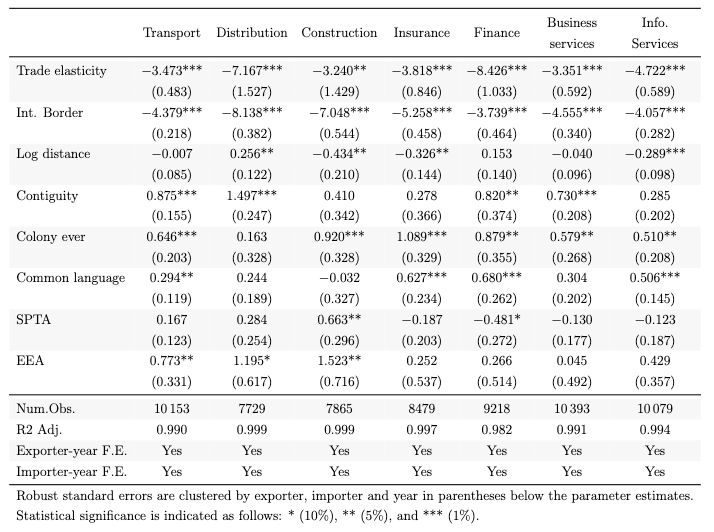 Transport Distribution Construction Insurance Finance Business services Info. Services
Trade elasticity −3.473*** −7.167*** −3.240** −3.818*** −8.426*** −3.351*** −4.722***
(0.483) (1.527) (1.429) (0.846) (1.033) (0.592) (0.589)
Int. Border −4.379*** −8.138*** −7.048*** −5.258*** −3.739*** −4.555*** −4.057***
(0.218) (0.382) (0.544) (0.458) (0.464) (0.340) (0.282)
Log distance −0.007 0.256** −0.434** −0.326** 0.153 −0.040 −0.289***
(0.085) (0.122) (0.210) (0.144) (0.140) (0.096) (0.098)
Contiguity 0.875*** 1.497*** 0.410 0.278 0.820** 0.730*** 0.285
(0.155) (0.247) (0.342) (0.366) (0.374) (0.208) (0.202)
Colony ever 0.646*** 0.163 0.920*** 1.089*** 0.879** 0.579** 0.510**
(0.203) (0.328) (0.328) (0.329) (0.355) (0.268) (0.208)
Common language 0.294** 0.244 −0.032 0.627*** 0.680*** 0.304 0.506***
(0.119) (0.189) (0.327) (0.234) (0.262) (0.202) (0.145)
SPTA 0.167 0.284 0.663** −0.187 −0.481* −0.130 −0.123
(0.123) (0.254) (0.296) (0.203) (0.272) (0.177) (0.187)
EEA 0.773** 1.195* 1.523** 0.252 0.266 0.045 0.429
(0.331) (0.617) (0.716) (0.537) (0.514) (0.492) (0.357)
Num.Obs. 10 153 7729 7865 8479 9218 10 393 10 079
R2 Adj. 0.990 0.999 0.999 0.997 0.982 0.991 0.994
Exporter-year F.E. Yes Yes Yes Yes Yes Yes Yes
Importer-year F.E. Yes Yes Yes Yes Yes Yes Yes
Robust standard errors are clustered by exporter, importer and year in parentheses below the parameter estimates.
Statistical significance is indicated as follows: * (10%), ** (5%), and *** (1%).